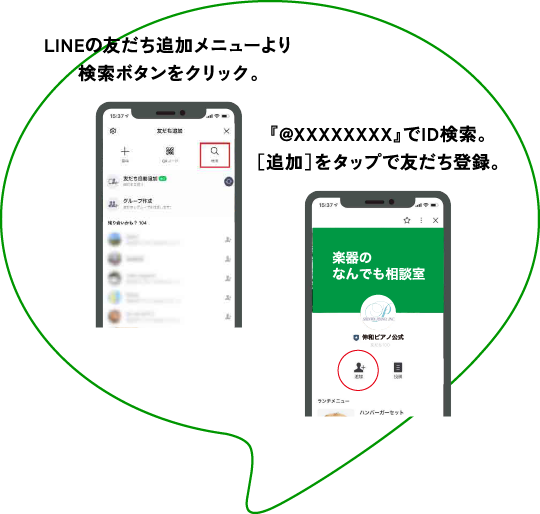 LINEの友だち追加メニューより
検索ボタンをクリック。
15:37
友だち追加
QRコード
検索
友だち自動追加
グループ作成
知り合いかも? 104
『@XXXXXXXX』でID検索。
[追加]をタップで友だち登録。
15:37
楽器の
なんでも相談室
伸和ピアノ公式
追加
ランチメニュー
ハンバーガーセット